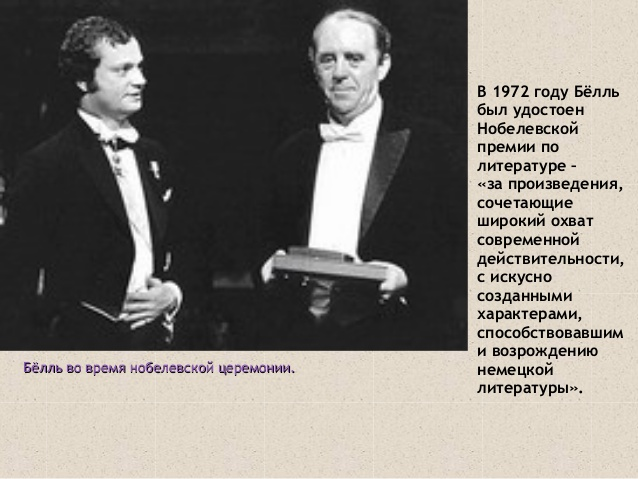 В 1972 году Бёлль
был удостоен
Нобелевской
премии по
литературе –
«за произведения,
сочетающие
широкий охват
современной
действительности,
с искусно
созданными
характерами,
способствовавшим
и возрождению
немецкой
литературы».
Бёлль во время нобелевской церемонии.